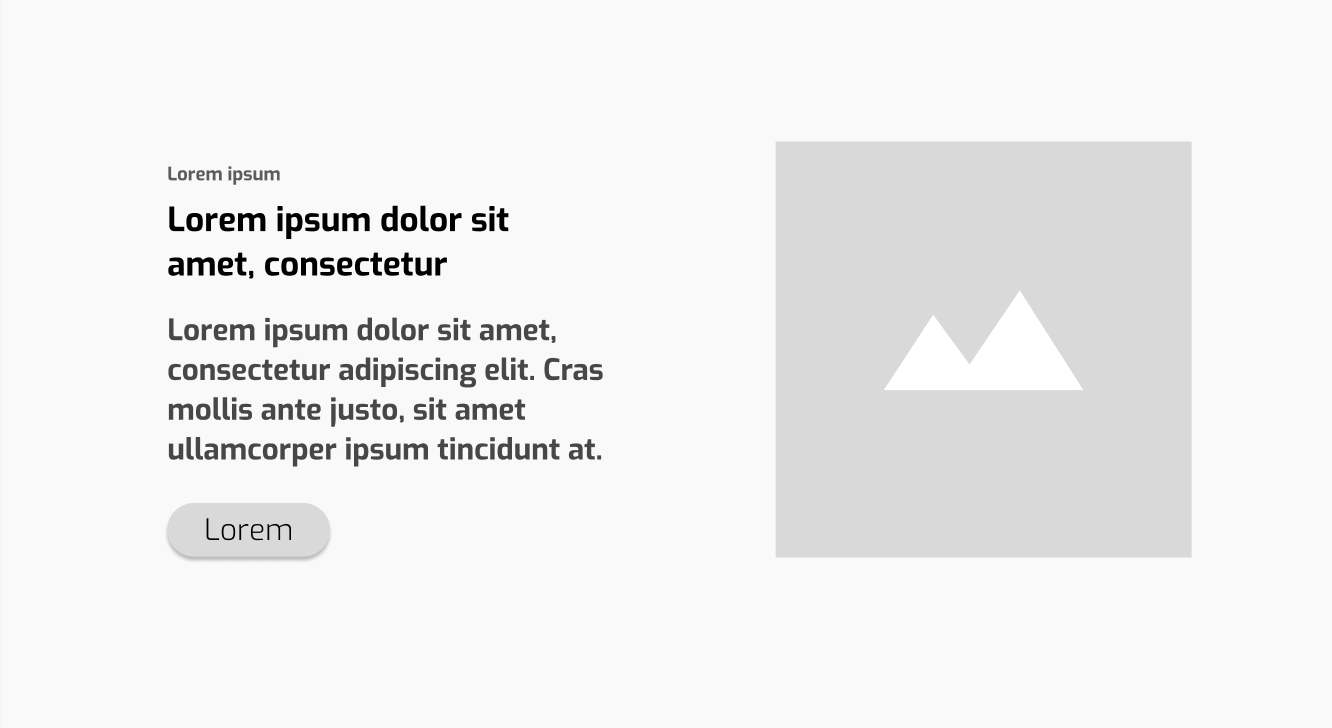 Lorem ipsum
Lorem ipsum dolor sit
amet, consectetur
Lorem ipsum dolor sit amet,
consectetur adipiscing elit. Cras
mollis ante justo, sit amet
ullamcorper ipsum tincidunt at.
Lorem